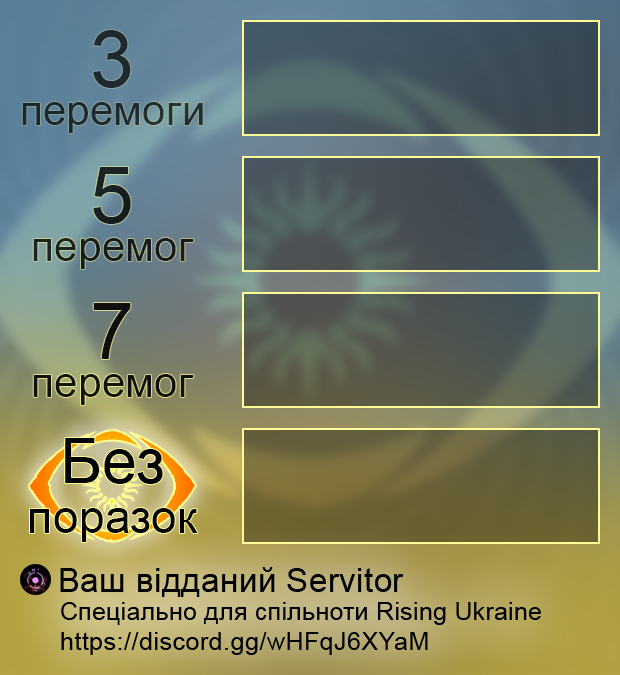 3
перемоги
5
перемог
7
перемог
Без
поразок
Ваш відданий Servitor
Спеціально для спільноти Rising Ukraine
https://discord.gg/wHFqJ6XYaM